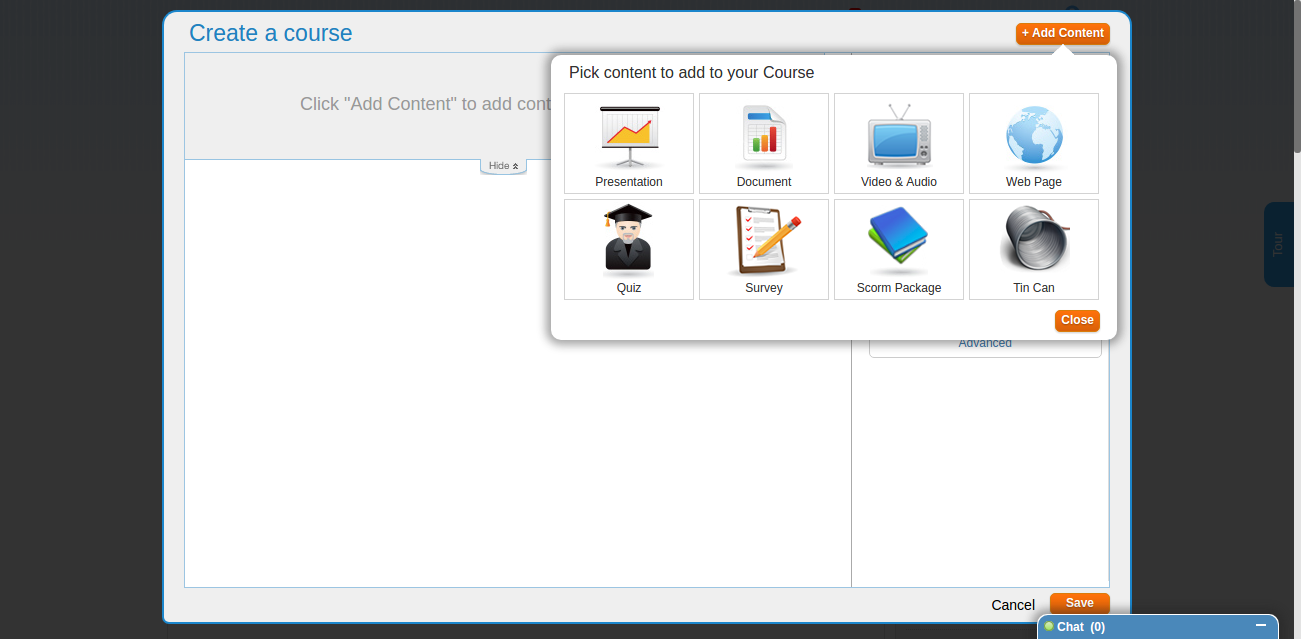 Create a course
+ Add Content
Pick content to add to your Course
Click "Add Content" to add cont
Hide
Presentation
Document
Video & Audio
Web Page
Quiz
Survey
Scorm Package
Tin Can
Close
Advanced
Tour
Cancel
Save
Chat (0)